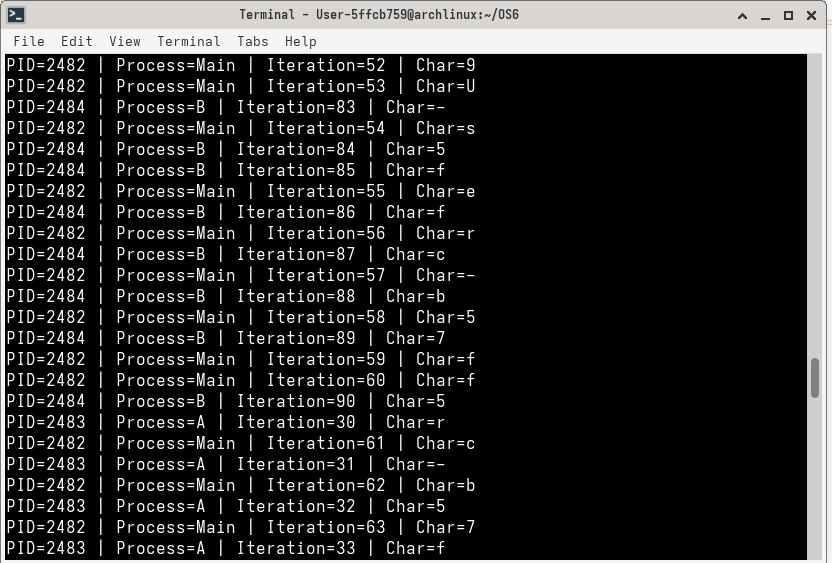 Terminal - User-5ffcb759@archlinux:~/OS6
File Edit View Terminal Tabs Help
PID=2482 | Process=Main | Iteration=52 | Char=9
PID=2482 | Process=Main | Iteration=53 | Char=U
PID=2484 | Process=B | Iteration=83 | Char=-
PID=2482 | Process=Main | Iteration=54 | Char=s
PID=2484 | Process=B | Iteration=84 | Char=5
PID=2484 | Process=B | Iteration=85 | Char=f
PID=2482 | Process=Main | Iteration=55 | Char=e
PID=2484 | Process=B | Iteration=86 | Char=f
PID=2482 | Process=Main | Iteration=56 | Char=r
PID=2484 | Process=B | Iteration=87 | Char=c
PID=2482 | Process=Main | Iteration=57 | Char=-
PID=2484 | Process=B | Iteration=88 | Char=b
PID=2482 | Process=Main | Iteration=58 | Char=5
PID=2484 | Process=B | Iteration=89 | Char=7
PID=2482 | Process=Main | Iteration=59 | Char=f
PID=2482 | Process=Main | Iteration=60 | Char=f
PID=2484 | Process=B | Iteration=90 | Char=5
PID=2483 | Process=A | Iteration=30 | Char=r
PID=2482 | Process=Main | Iteration=61 | Char=c
PID=2483 | Process=A | Iteration=31 | Char=-
PID=2482 | Process=Main | Iteration=62 | Char=b
PID=2483 | Process=A | Iteration=32 | Char=5
PID=2482 | Process=Main | Iteration=63 | Char=7
PID=2483 | Process=A | Iteration=33 | Char=f